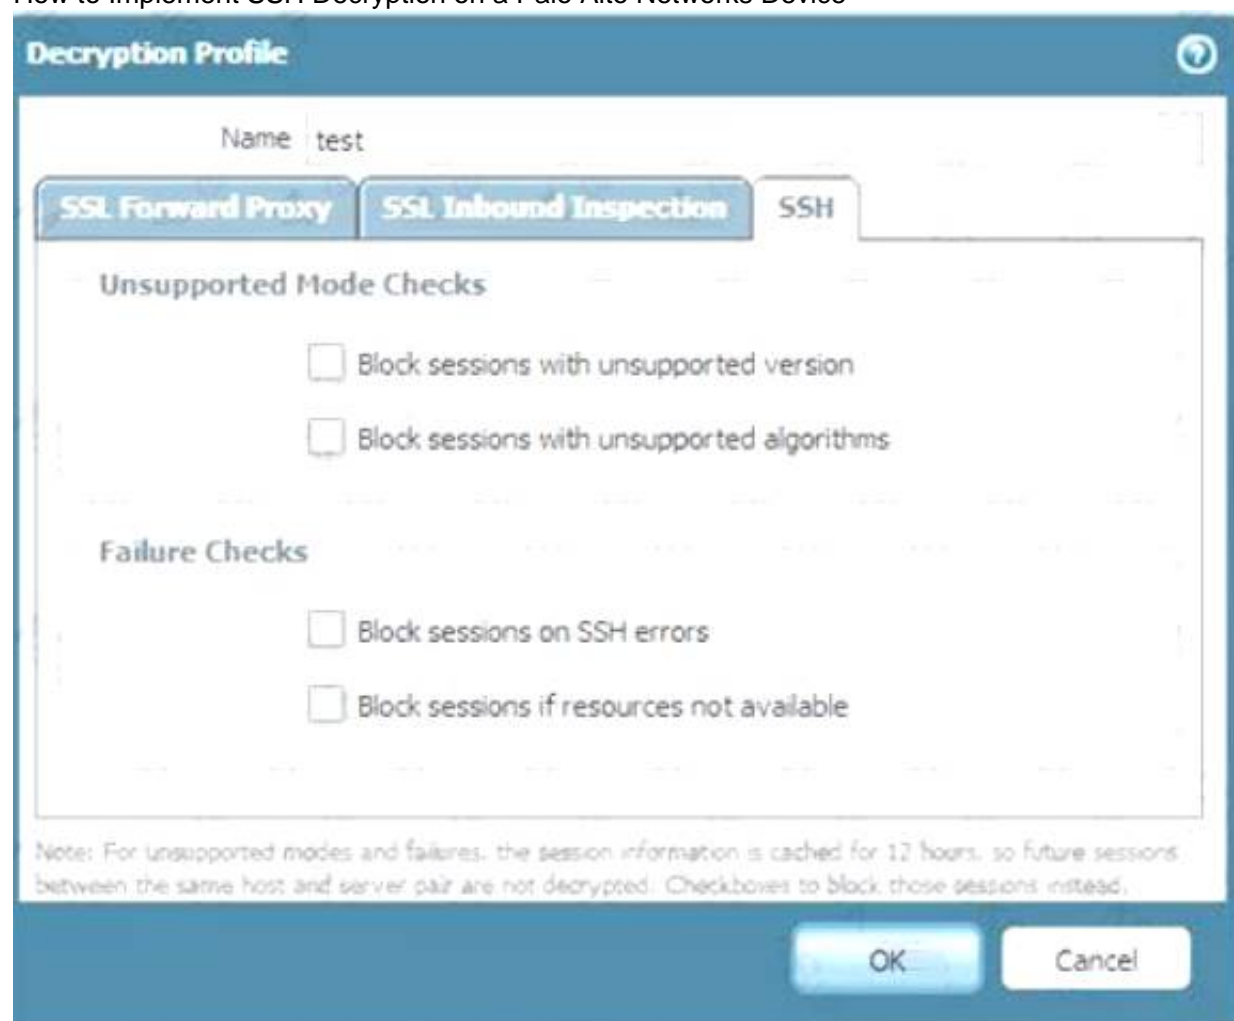 How to Implement SSH Decryption on a Palo Alto Networks Device
Decryption Profile
?
Name test
SSL Forward Proxy SSL Inbound Inspection SSH
Unsupported Mode Checks
Block sessions with unsupported version
Block sessions with unsupported algorithms
Failure Checks
Block sessions on SSH errors
Block sessions if resources not available
Note: For unsupported modes and failures, the session information is cached for 12 hours, so future sessions
between the same host and server pair are not decrypted. Checkboxes to block those sessions instead.
OK Cancel